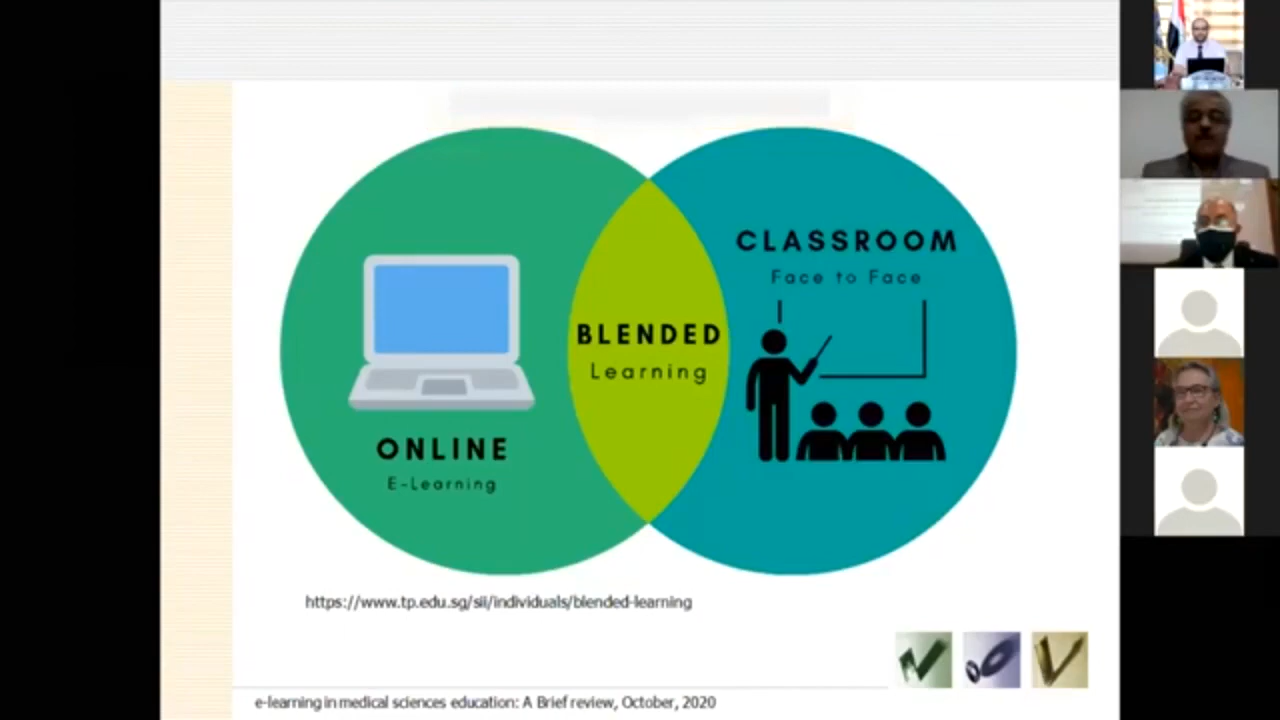 CLASSROOM
Face to Face
BLENDED
Learning
ONLINE
E-Learning
https://www.tp.edu.sg/sii/individuals/blended-learning
e-learning in medical sciences education: A Brief review, October, 2020